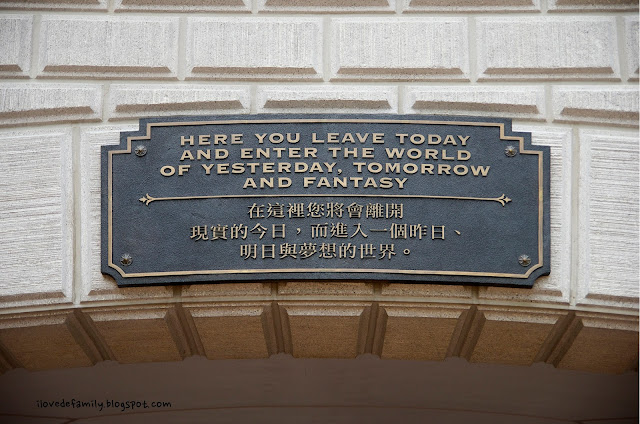 HERE YOU LEAVE TODAY
AND ENTER THE WORLD
OF YESTERDAY, TOMORROW
AND FANTASY
在這裡您將會離開
現實的今日，而進入一個昨日、
明日與夢想的世界。
ilovedefamily.blogspot.com